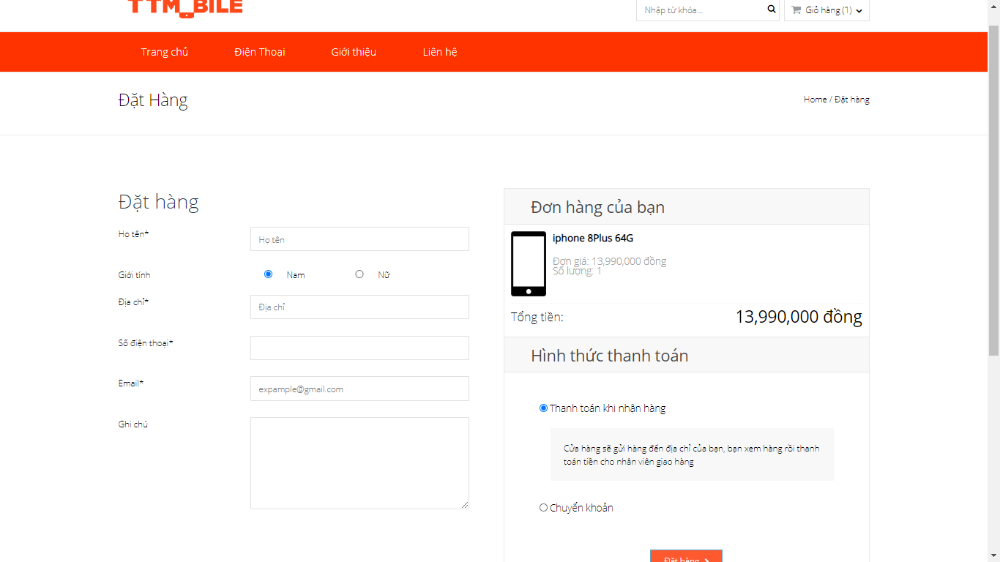 TTM_BILE
Nhập từ khóa...
Giỏ hàng (1)
Trang chủ
Điện Thoại
Giới thiệu
Liên hệ
Đặt Hàng
Home / Đặt hàng
Đặt hàng
Họ tên*
Họ tên
Giới tính
Nam
Nữ
Địa chỉ*
Địa chỉ
Số điện thoại*
Email*
expample@gmail.com
Ghi chú
Đơn hàng của bạn
iphone 8Plus 64G
Đơn giá: 13,990,000 đồng
Số lượng: 1
Tổng tiền:
13,990,000 đồng
Hình thức thanh toán
Thanh toán khi nhận hàng
Cửa hàng sẽ gửi hàng đến địa chỉ của bạn, bạn xem hàng rồi thanh
toán tiền cho nhân viên giao hàng
Chuyển khoản
Đặt hàng